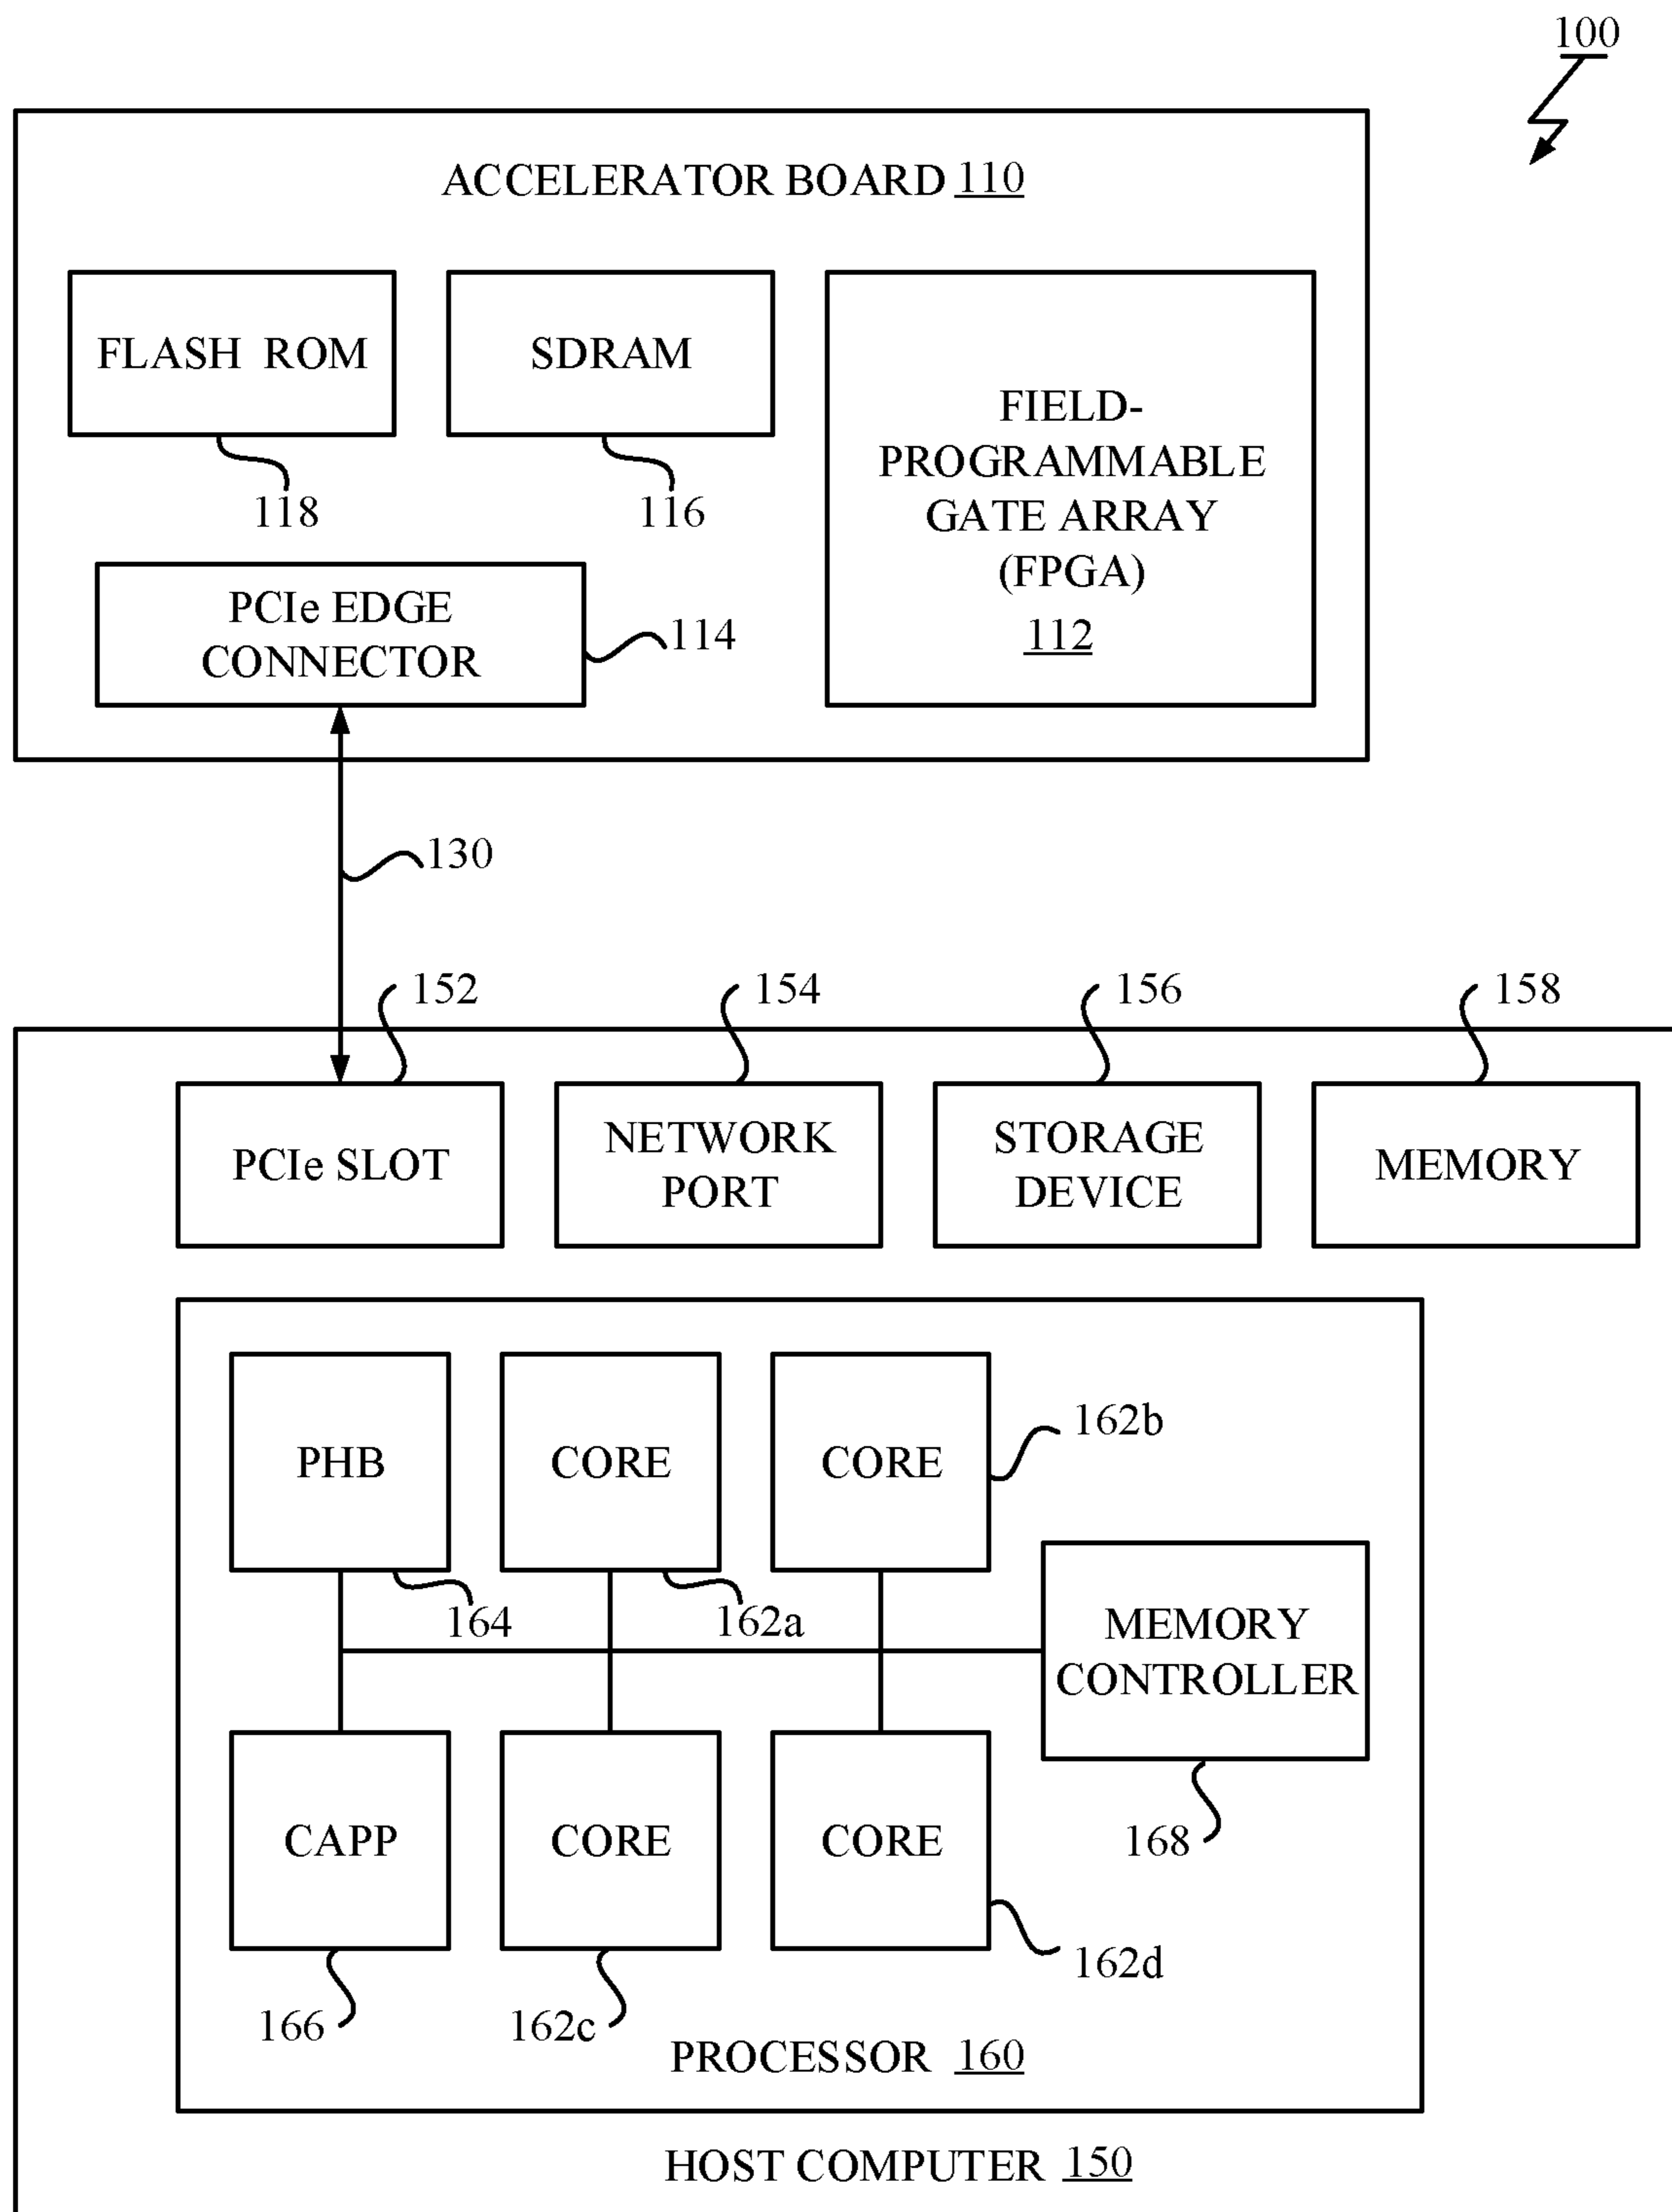 100
ACCELERATOR BOARD 110
FLASH ROM
SDRAM
118
116
FIELD-
PROGRAMMABLE
GATE ARRAY
(FPGA)
112
PCIe EDGE
CONNECTOR
114
130
152
154
156
158
PCIe SLOT
NETWORK
PORT
STORAGE
DEVICE
MEMORY
PHB
CORE
CORE
162b
164
162a
MEMORY
CONTROLLER
168
CAPP
CORE
CORE
162d
166
162c
PROCESSOR 160
HOST COMPUTER 150